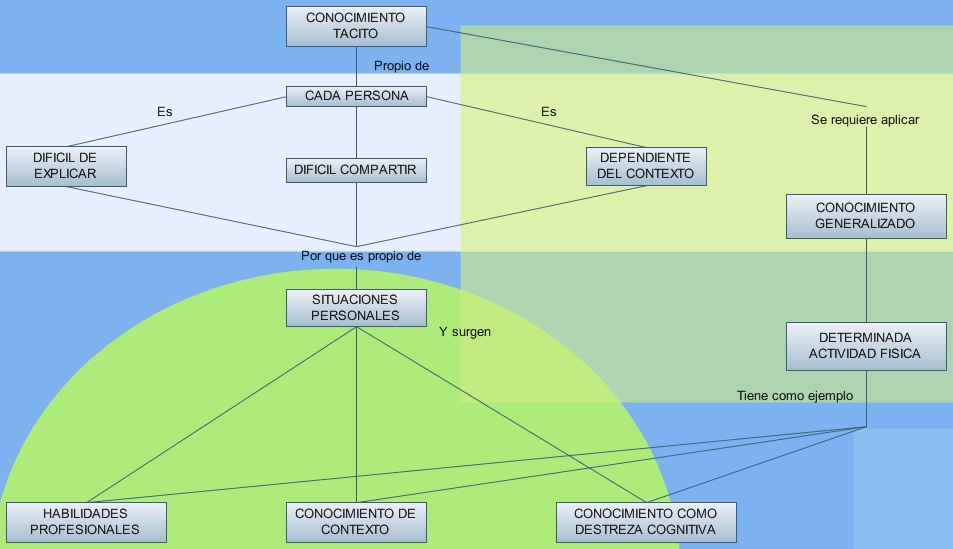 CONOCIMIENTO
TACITO
Propio de
CADA PERSONA
Es
Es
Se requiere aplicar
DIFICIL DE
EXPLICAR
DIFICIL COMPARTIR
DEPENDIENTE
DEL CONTEXTO
CONOCIMIENTO
GENERALIZADO
Por que es propio de
SITUACIONES
PERSONALES
Y surgen
DETERMINADA
ACTIVIDAD FISICA
Tiene como ejemplo
HABILIDADES
PROFESIONALES
CONOCIMIENTO DE
CONTEXTO
CONOCIMIENTO COMO
DESTREZA COGNITIVA